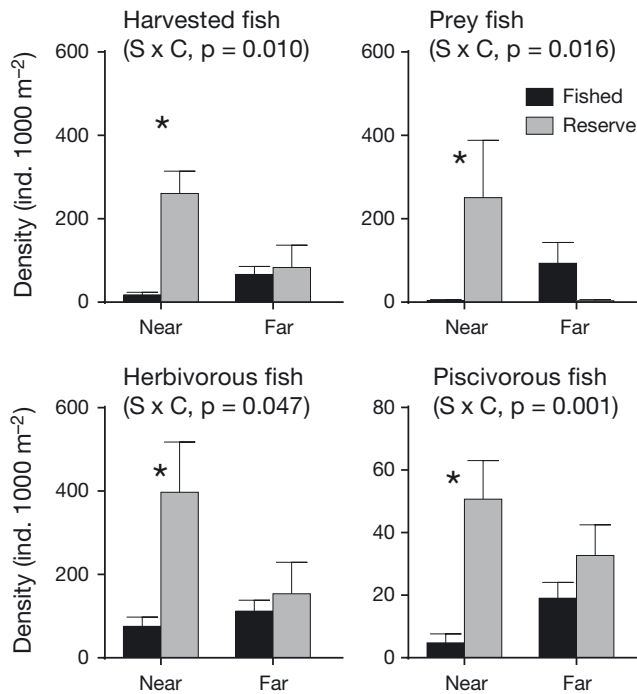 Harvested fish
(S x C, p = 0.010)
Density (ind. 1000 m⁻²)
600
400
200
0
*
Near
Far
Prey fish
(S x C, p = 0.016)
600
400
200
0
Fished
Reserve
*
Near
Far
Herbivorous fish
(S x C, p = 0.047)
Density (ind. 1000 m⁻²)
600
400
200
0
*
Near
Far
Piscivorous fish
(S x C, p = 0.001)
80
60
40
20
0
*
Near
Far